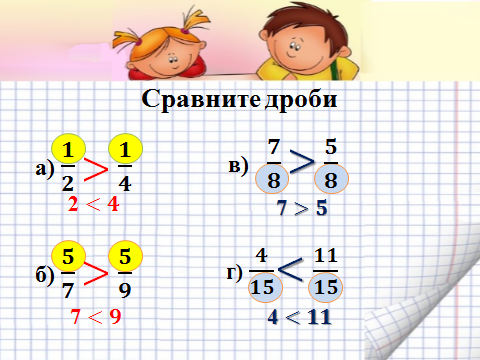 Сравните дроби
а) 1/2 > 1/4
2 < 4
б) 5/7 > 5/9
7 < 9
в) 7/8 > 5/8
7 > 5
г) 4/15 < 11/15
4 < 11